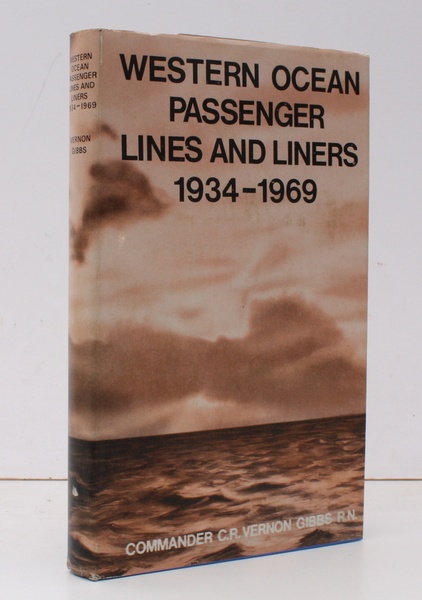 WESTERN
OCEAN
PASSENGER
LINES AND
LINERS
1934-1969
VERNON
GIBBS
WESTERN OCEAN
PASSENGER
LINES AND LINERS
1934-1969
COMMANDER C.R. VERNON GIBBS R.N.